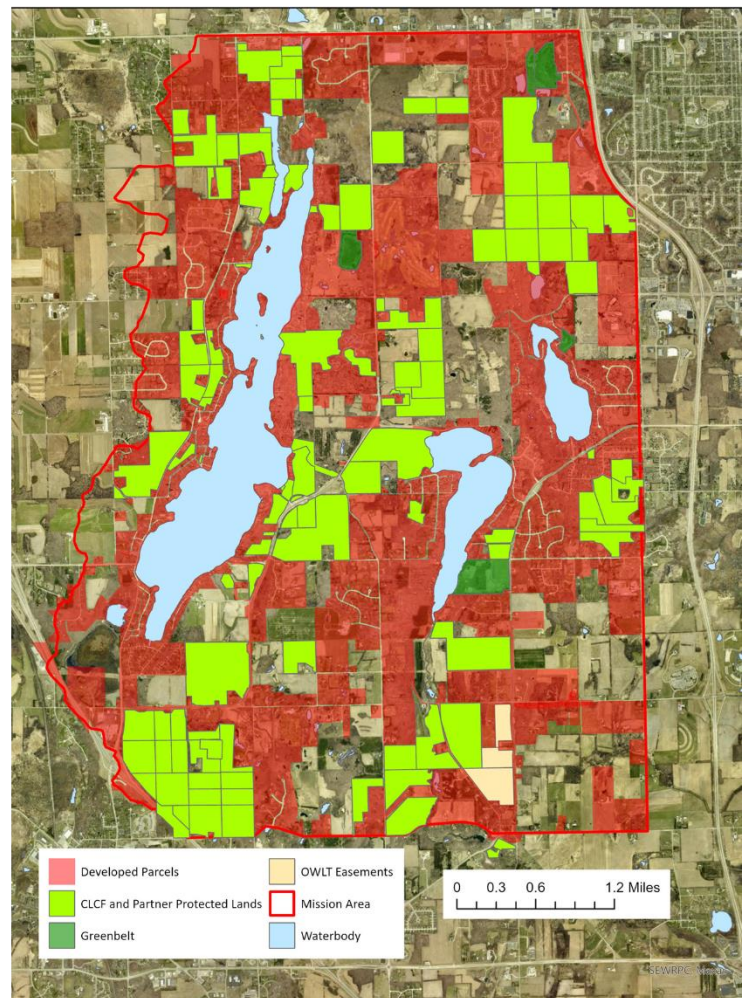 Developed Parcels
CLCF and Partner Protected Lands
Greenbelt
OWLT Easements
Mission Area
Waterbody
0 0.3 0.6 1.2 Miles